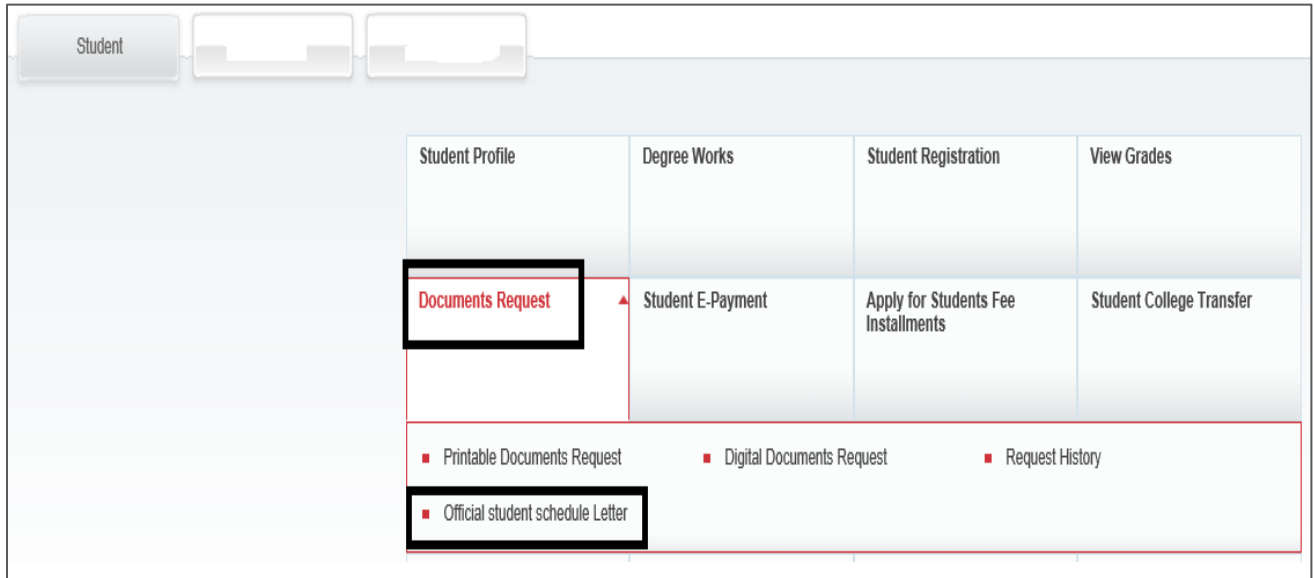 Student
Student Profile
Degree Works
Student Registration
View Grades
Documents Request
Student E-Payment
Apply for Students Fee
Installments
Student College Transfer
Printable Documents Request
Digital Documents Request
Request History
Official student schedule Letter